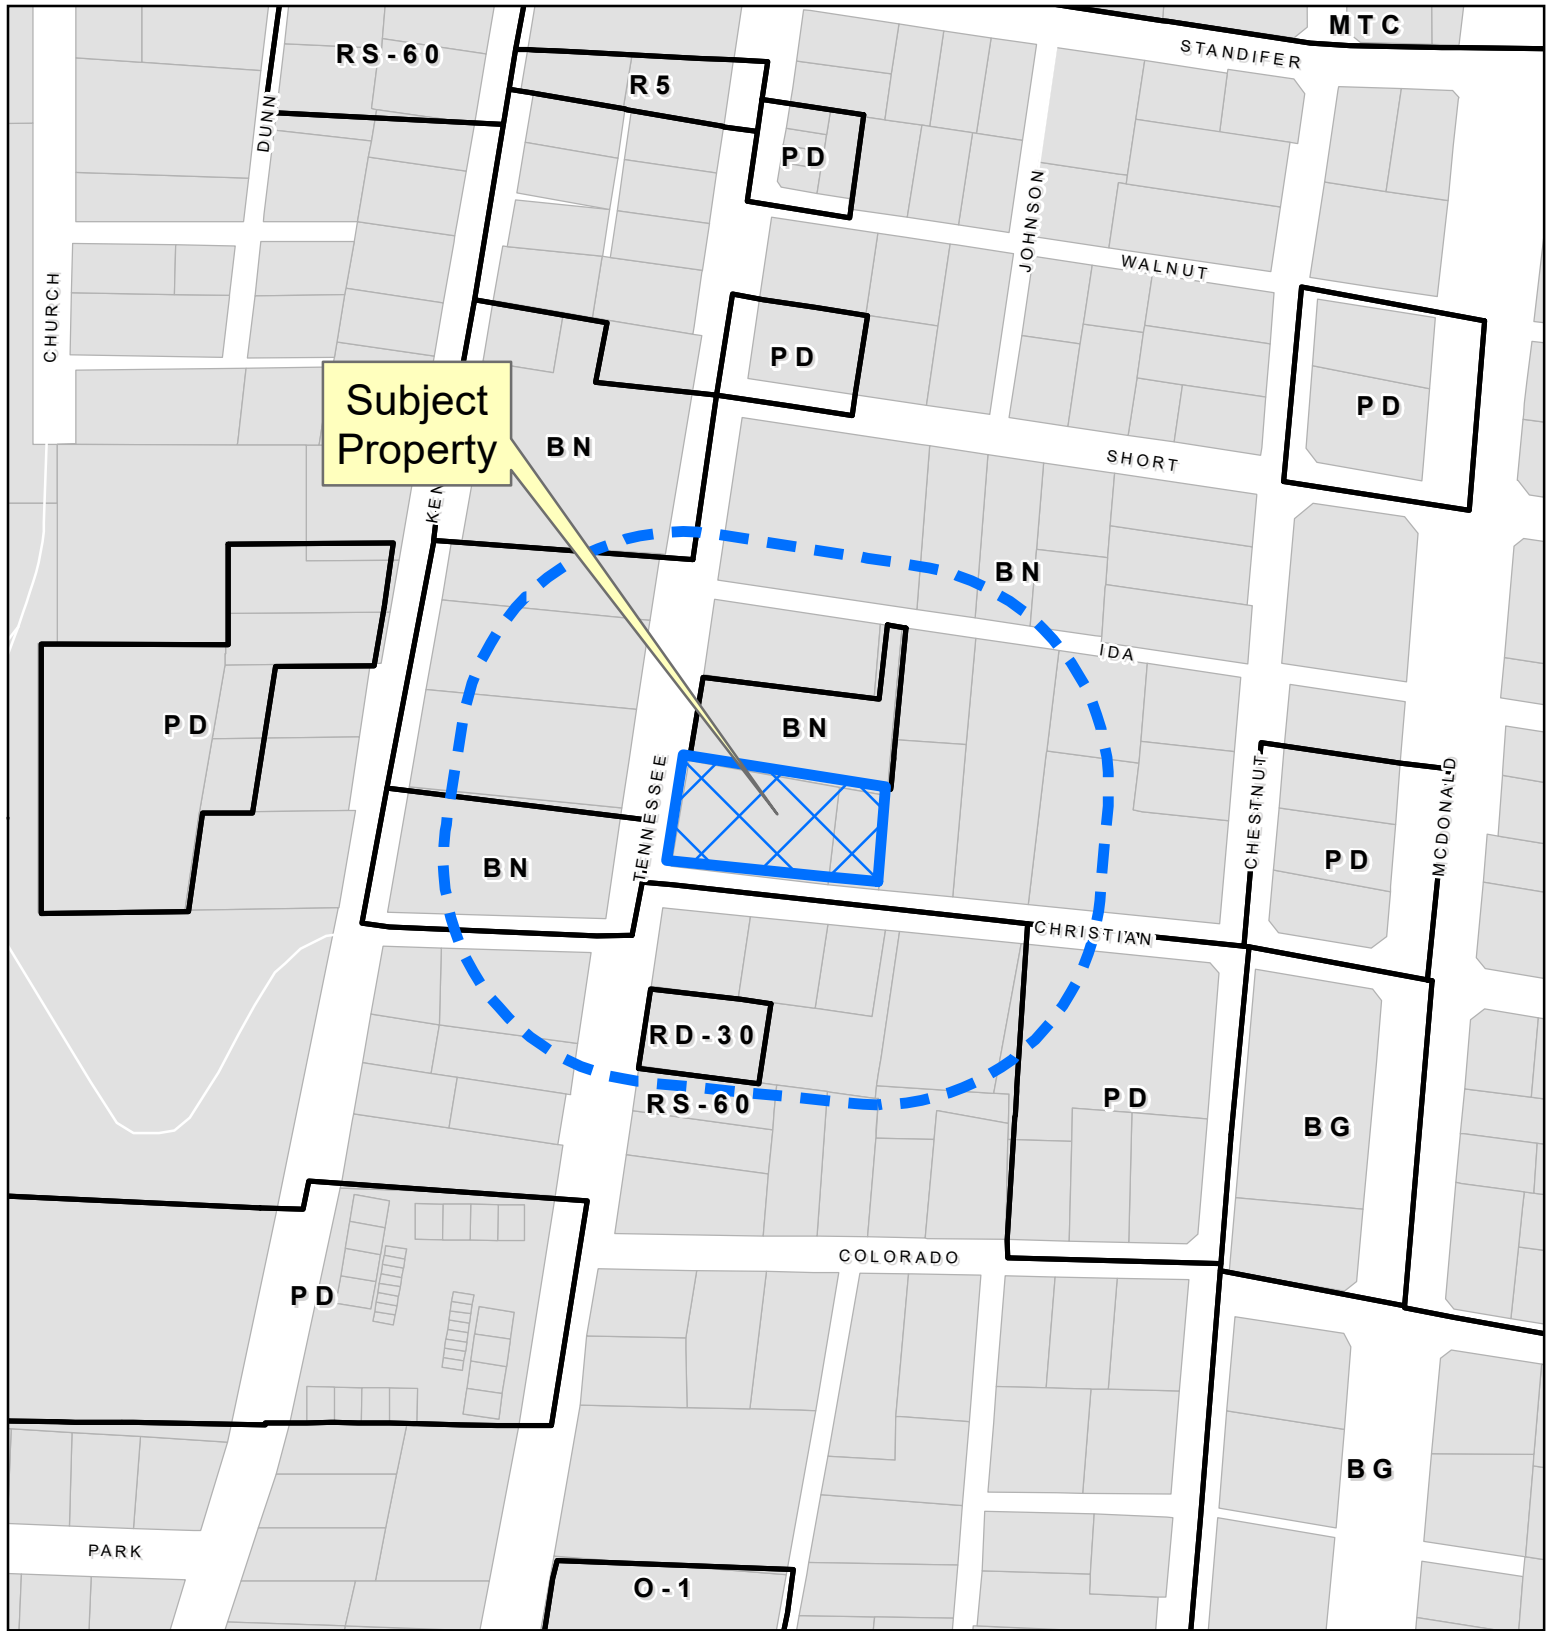 MTC
STANDIFER
RS-60
R 5
DUNN
PD
JOHNSON
WALNUT
CHURCH
PD
PD
Subject
Property
BN
SHORT
KEN
BN
IDA
PD
BN
TENNESSEE
CHESTNUT
MCDONALD
BN
PD
CHRISTIAN
RD-30
RS-60
PD
BG
COLORADO
PD
BG
PARK
O-1